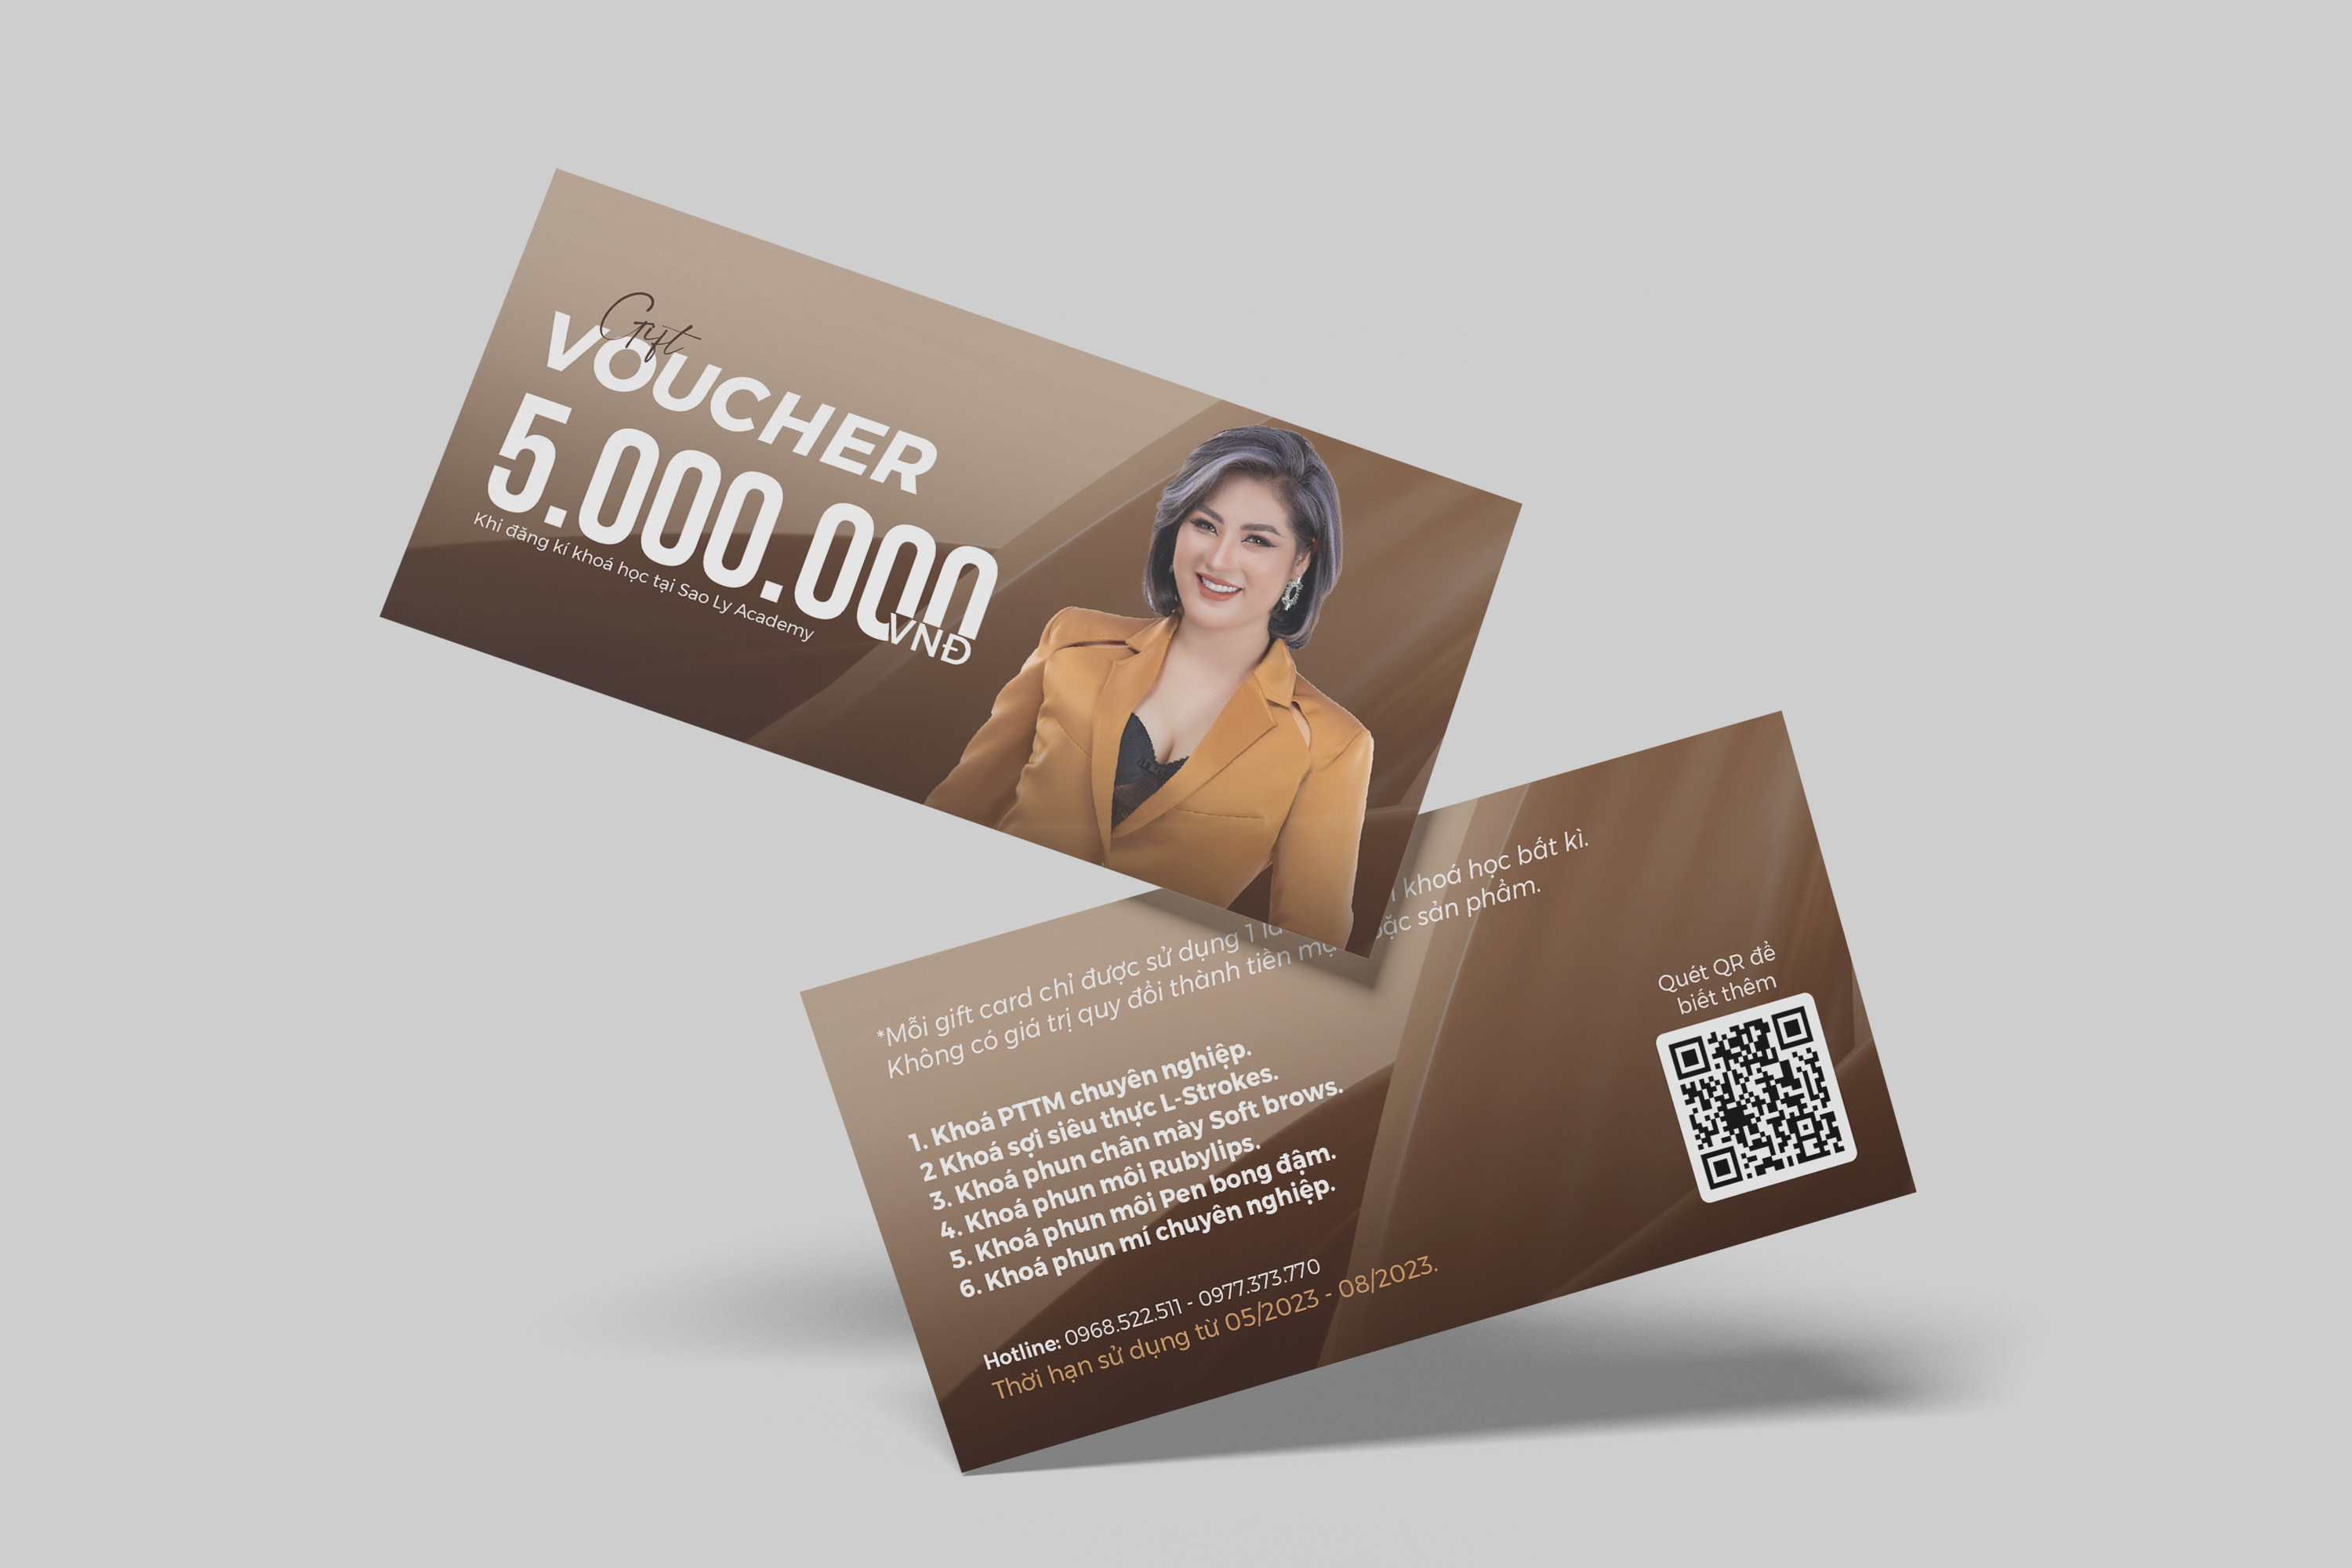 Gift
VOUCHER
5.000.000
VNĐ
Khi đăng kí khoá học tại Sao Ly Academy
*Mỗi gift card chỉ được sử dụng 1 khoá học bất kì.
Không có giá trị quy đổi thành tiền sản phẩm.
1. Khoá PTTM chuyên nghiệp.
2 Khoá sợi siêu thực L-Strokes.
3. Khoá phun chân mày Soft brows.
4. Khoá phun môi Rubylips.
5. Khoá phun môi Pen bong đậm.
6. Khoá phun mí chuyên nghiệp.
Hotline: 0968.522.511 - 0977.373.770
Thời hạn sử dụng từ 05/2023 - 08/2023.
Quét QR để
biết thêm